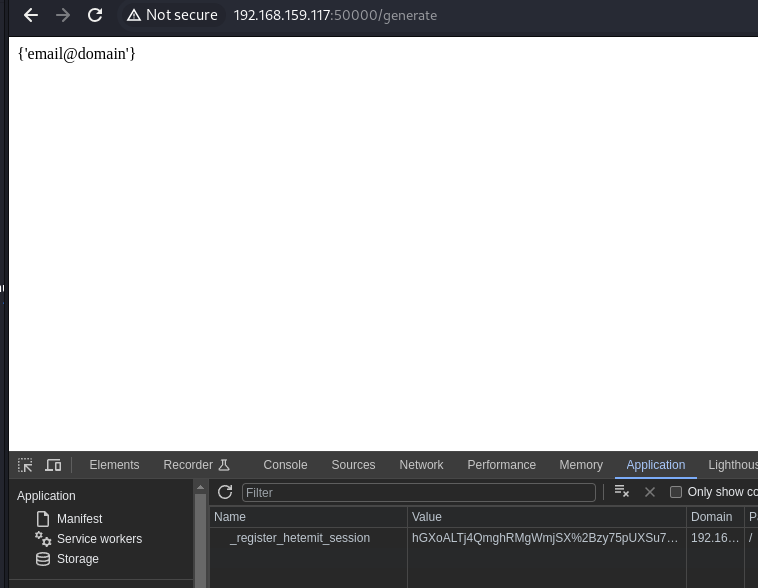 Not secure 192.168.159.117:50000/generate
{'email@domain'}
Elements Recorder Console Sources Network Performance Memory Application Lighthous
Application
Filter
Only show co
Manifest
Service workers
Storage
Name Value Domain P
_register_hetemit_session hGXoALTj4QmghRMgWmjSX%2Bzy75pUXSu7... 192.16... /